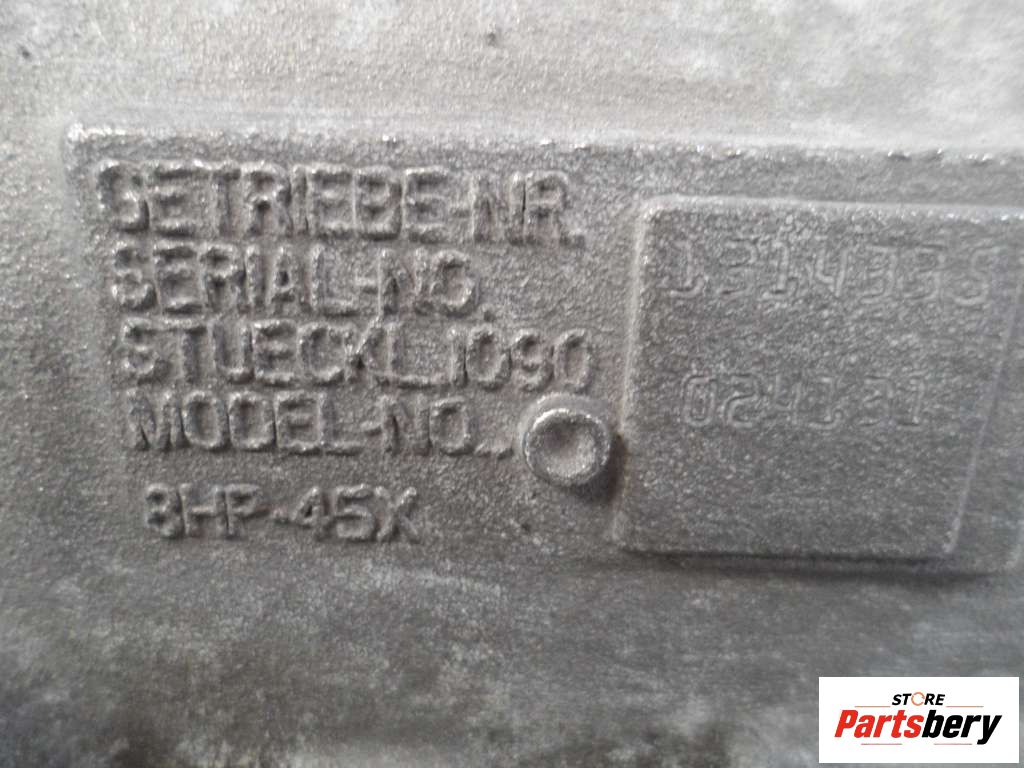 GETRIEBE-NR.
SERIAL-NO.
STUECKL.1090
MODEL-NO..
8HP-45X
STORE
Partsbery